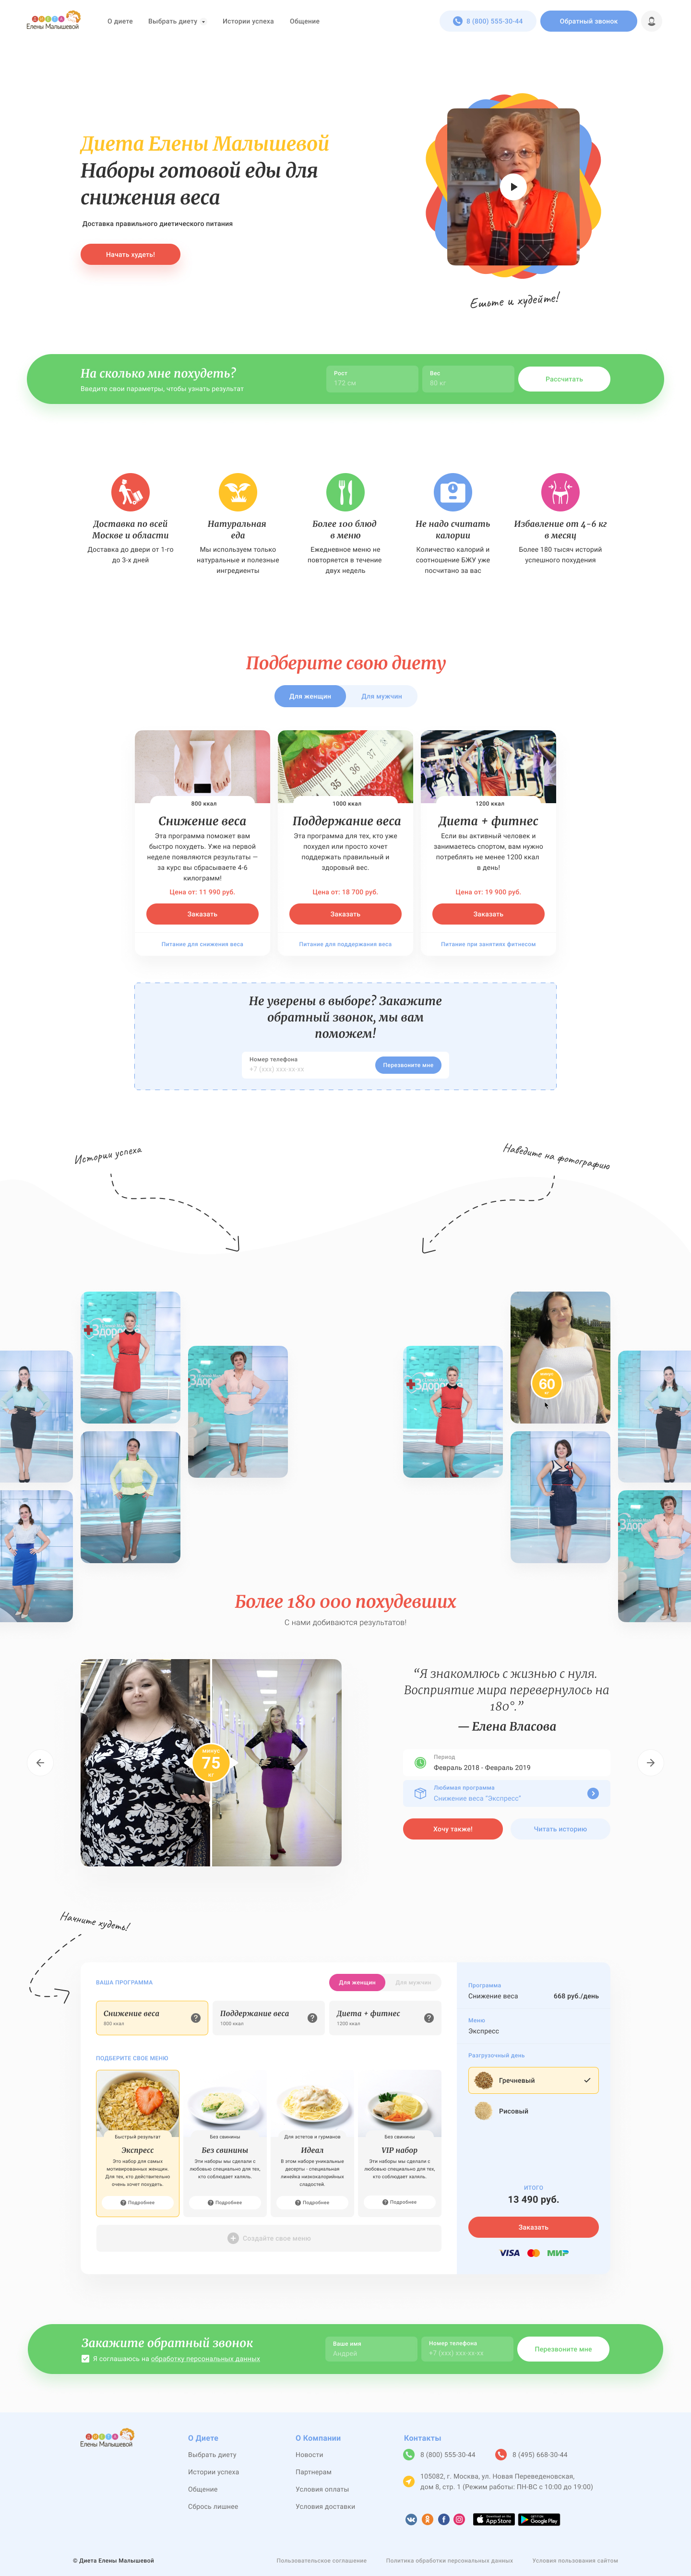 ДИЕТА
Елены Малышевой
О диете
Выбрать диету
Истории успеха
Общение
8 (800) 555-30-44
Обратный звонок
Диета Елены Малышевой
Наборы готовой еды для
снижения веса
Доставка правильного диетического питания
Начать худеть!
Ешьте и худейте!
На сколько мне похудеть?
Введите свои параметры, чтобы узнать результат
Рост
172 см
Вес
80 кг
Рассчитать
Доставка по всей
Москве и области
Доставка до двери от 1-го
до 3-х дней
Натуральная
еда
Мы используем только
натуральные и полезные
ингредиенты
Более 100 блюд
в меню
Ежедневное меню не
повторяется в течение
двух недель
Не надо считать
калории
Количество калорий и
соотношение БЖУ уже
посчитано за вас
Избавление от 4-6 кг
в месяц
Более 180 тысяч историй
успешного похудения
Подберите свою диету
Для женщин
Для мужчин
800 ккал
Снижение веса
Эта программа поможет вам
быстро похудеть. Уже на первой
неделе появляются результаты —
за курс вы сбрасываете 4-6
килограмм!
Цена от: 11 990 руб.
Заказать
Питание для снижения веса
1000 ккал
Поддержание веса
Эта программа для тех, кто уже
похудел или просто хочет
поддержать правильный и
здоровый вес.
Цена от: 18 700 руб.
Заказать
Питание для поддержания веса
1200 ккал
Диета + фитнес
Если вы активный человек и
занимаетесь спортом, вам нужно
потреблять не менее 1200 ккал
в день!
Цена от: 19 900 руб.
Заказать
Питание при занятиях фитнесом
Не уверены в выборе? Закажите
обратный звонок, мы вам
поможем!
Номер телефона
+7 (xxx) xxx-xx-xx
Перезвоните мне
Истории успеха
Наведите на фотографию
минус
60
кг
Более 180 000 похудевших
С нами добиваются результатов!
минус
75
кг
“Я знакомлюсь с жизнью с нуля.
Восприятие мира перевернулось на
180°.”
— Елена Власова
Период
Февраль 2018 - Февраль 2019
Любимая программа
Снижение веса "Экспресс"
Хочу также!
Читать историю
Начните худеть!
ВАША ПРОГРАММА
Для женщин
Для мужчин
Снижение веса
800 ккал
Поддержание веса
1000 ккал
Диета + фитнес
1200 ккал
ПОДБЕРИТЕ СВОЕ МЕНЮ
Быстрый результат
Экспресс
Это набор для самых
мотивированных женщин.
Для тех, кто действительно
очень хочет похудеть.
Подробнее
Без свинины
Без свинины
Эти наборы мы сделали с
любовью специально для тех,
кто соблюдает халяль.
Подробнее
Для эстетов и гурманов
Идеал
В этом наборе уникальные
десерты - специальная
линейка низкокалорийных
сладостей.
Подробнее
Без свинины
VIP набор
Эти наборы мы сделали с
любовью специально для тех,
кто соблюдает халяль.
Подробнее
Создайте свое меню
Программа
Снижение веса
668 руб./день
Меню
Экспресс
Разгрузочный день
Гречневый
Рисовый
ИТОГО
13 490 руб.
Заказать
VISA
МИР
Закажите обратный звонок
Я соглашаюсь на обработку персональных данных
Ваше имя
Андрей
Номер телефона
+7 (xxx) xxx-xx-xx
Перезвоните мне
ДИЕТА
Елены Малышевой
О Диете
Выбрать диету
Истории успеха
Общение
Сбрось лишнее
О Компании
Новости
Партнерам
Условия оплаты
Условия доставки
Контакты
8 (800) 555-30-44
8 (495) 668-30-44
105082, г. Москва, ул. Новая Переведеновская,
дом 8, стр. 1 (Режим работы: ПН-ВС с 10:00 до 19:00)
App Store
Google Play
© Диета Елены Малышевой
Пользовательское соглашение
Политика обработки персональных данных
Условия пользования сайтом